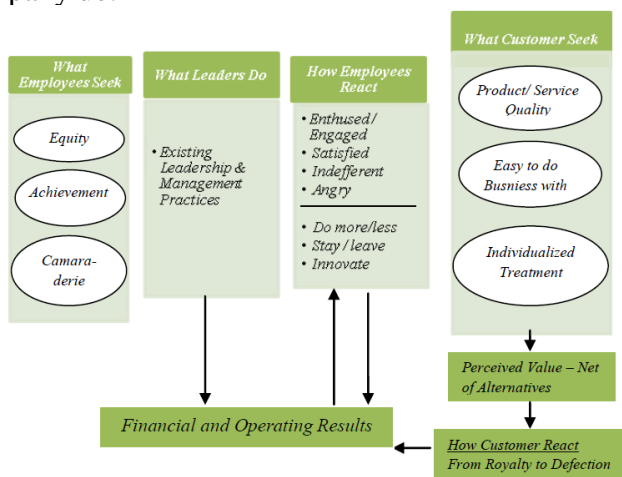 What
Employees Seek
Equity
Achievement
Camara-
derie
What Leaders Do
• Existing
Leadership &
Management
Practices
How Employees
React
• Enthused /
Engaged
• Satisfied
• Indefferent
• Angry
• Do more/less
• Stay / leave
• Innovate
What Customer Seek
Product/ Service
Quality
Easy to do
Busniess with
Individualized
Treatment
Perceived Value – Net
of Alternatives
How Customer React
From Royalty to Defection
Financial and Operating Results